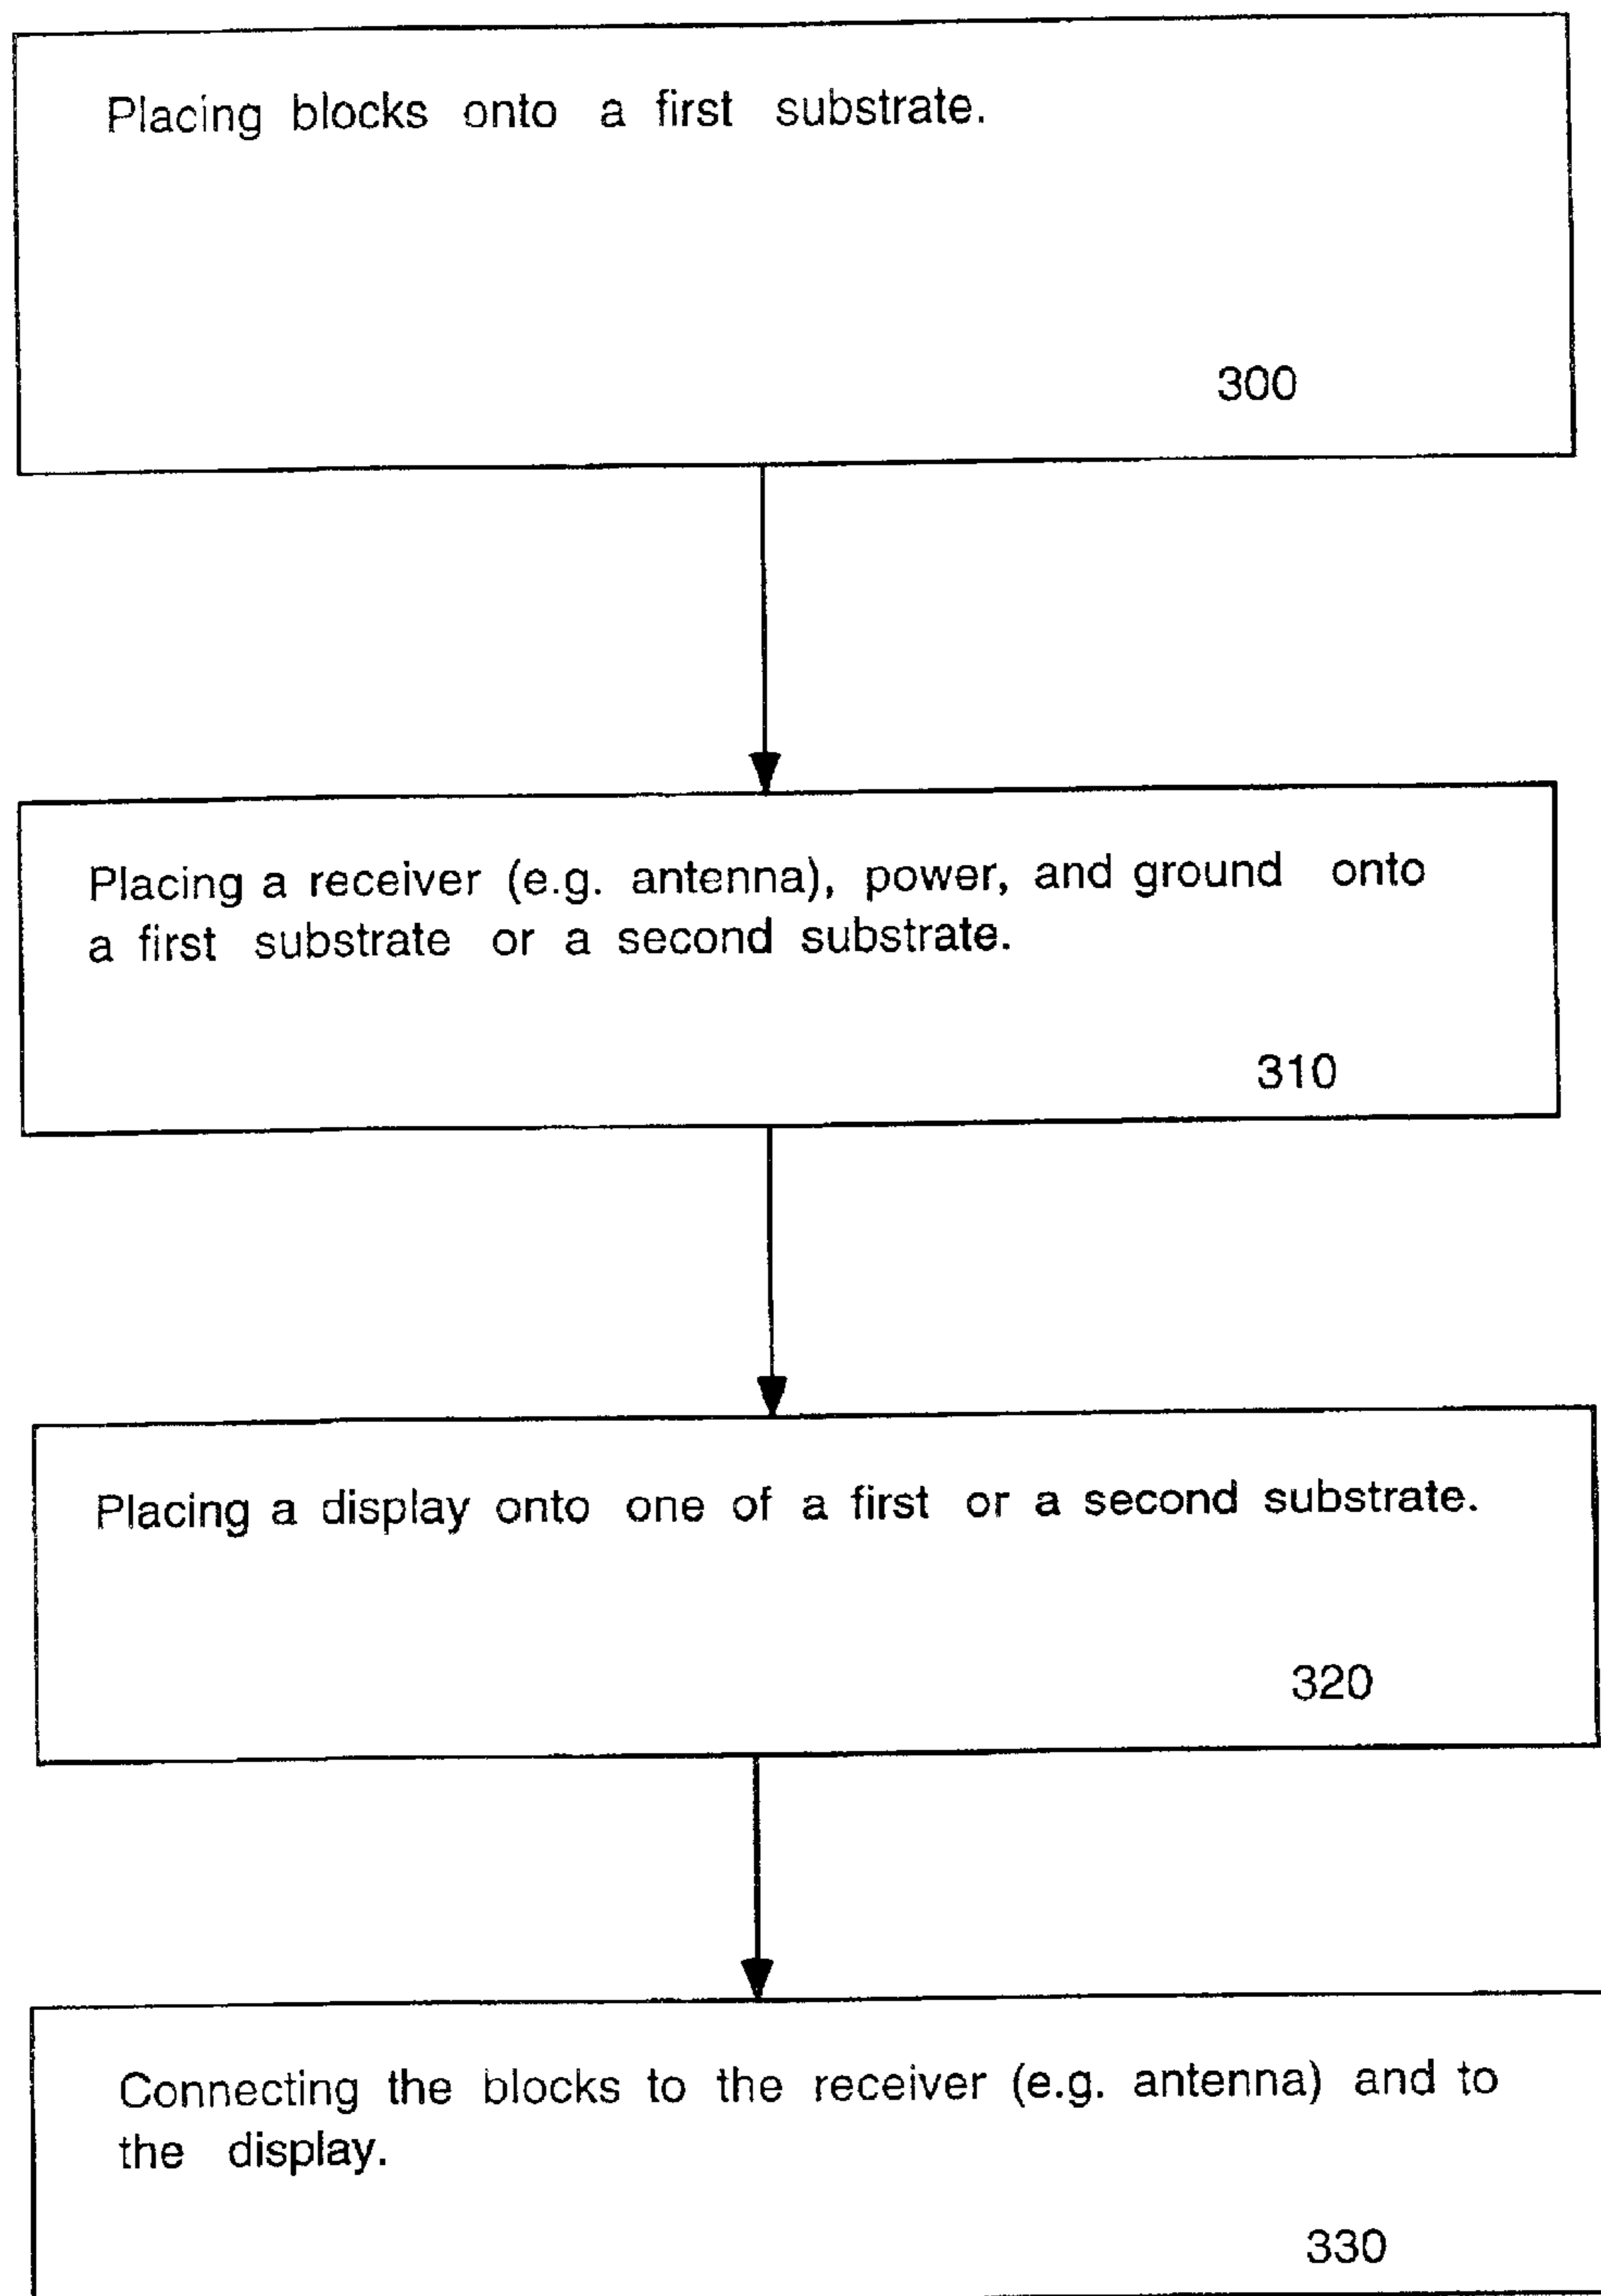 Placing blocks onto a first substrate.
300
Placing a receiver (e.g. antenna), power, and ground onto
a first substrate or a second substrate.
310
Placing a display onto one of a first or a second substrate.
320
Connecting the blocks to the receiver (e.g. antenna) and to
the display.
330